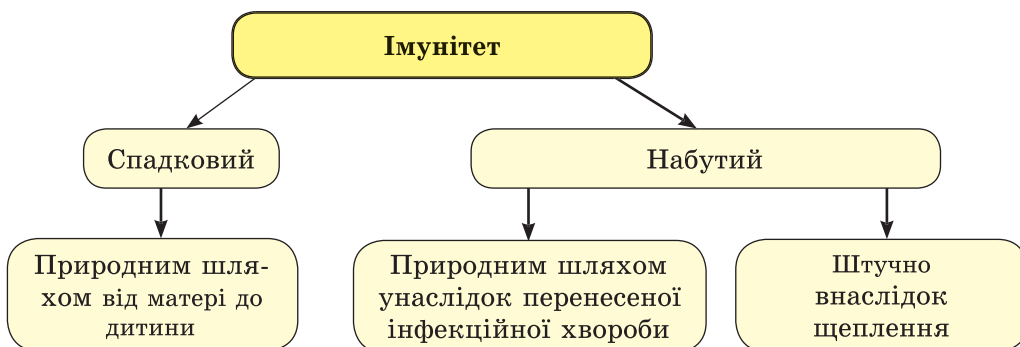 Імунітет
Спадковий
Набутий
Природним шля-
хом від матері до
дитини
Природним шляхом
унаслідок перенесеної
інфекційної хвороби
Штучно
внаслідок
щеплення